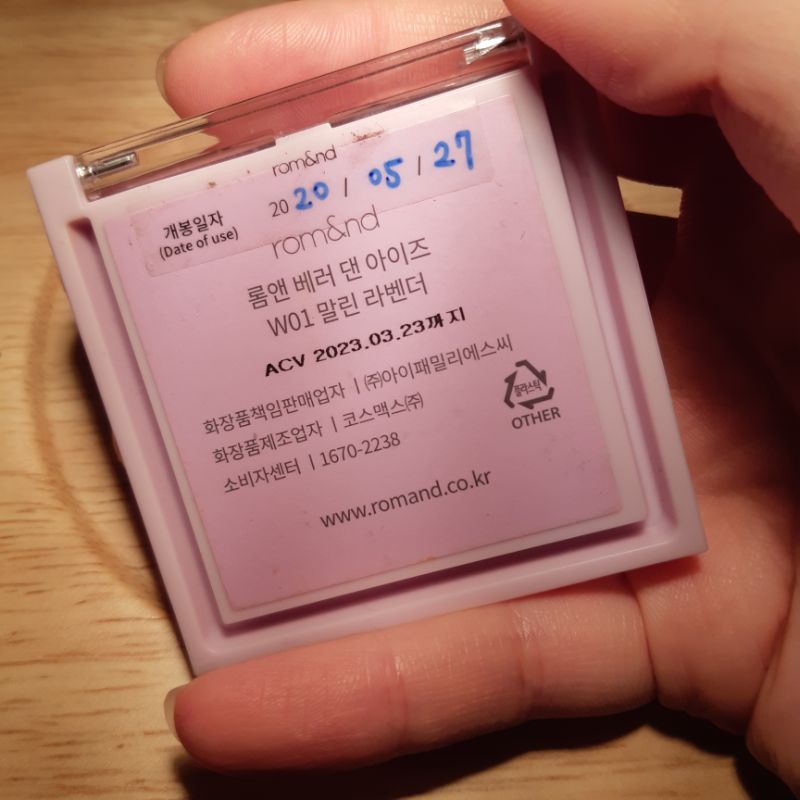 rom&nd
개봉일자
(Date of use)
20 20 / 05 / 27
rom&nd
롬앤 베러 댄 아이즈
W01 말린 라벤더
ACV 2023.03.23까지
화장품책임판매업자 ㅣ ㈜아이패밀리에스씨
화장품제조업자 ㅣ 코스맥스㈜
소비자센터 ㅣ 1670-2238
플라스틱
OTHER
www.romand.co.kr